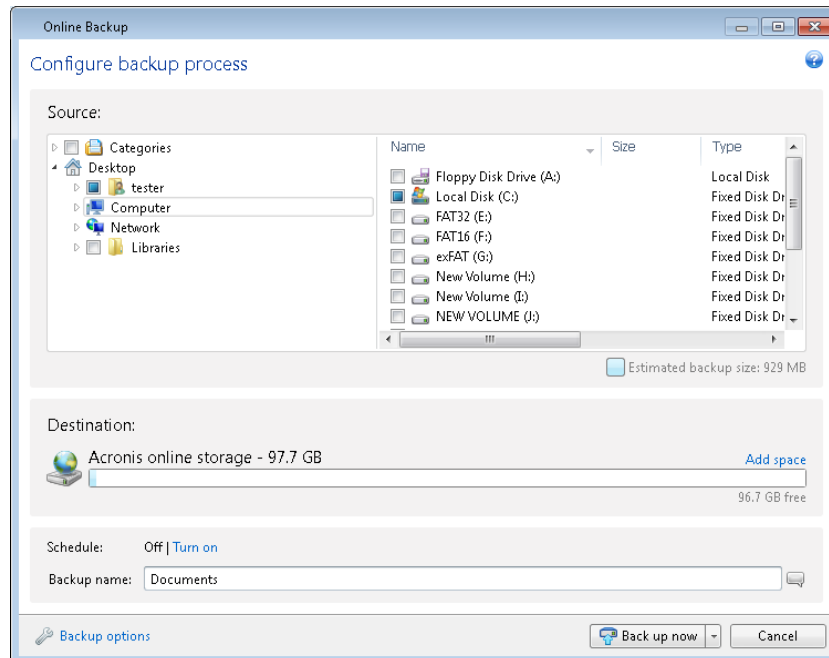 Online Backup
Configure backup process
Source:
Categories
Desktop
tester
Computer
Network
Libraries
Name Size Type
Floppy Disk Drive (A:) Local Disk
Local Disk (C:) Fixed Disk Dr
FAT32 (E:) Fixed Disk Dr
FAT16 (F:) Fixed Disk Dr
exFAT (G:) Fixed Disk Dr
New Volume (H:) Fixed Disk Dr
New Volume (I:) Fixed Disk Dr
NEW VOLUME (J:) Fixed Disk Dr
Estimated backup size: 929 MB
Destination:
Acronis online storage - 97.7 GB
Add space
96.7 GB free
Schedule: Off | Turn on
Backup name: Documents
Backup options
Back up now
Cancel